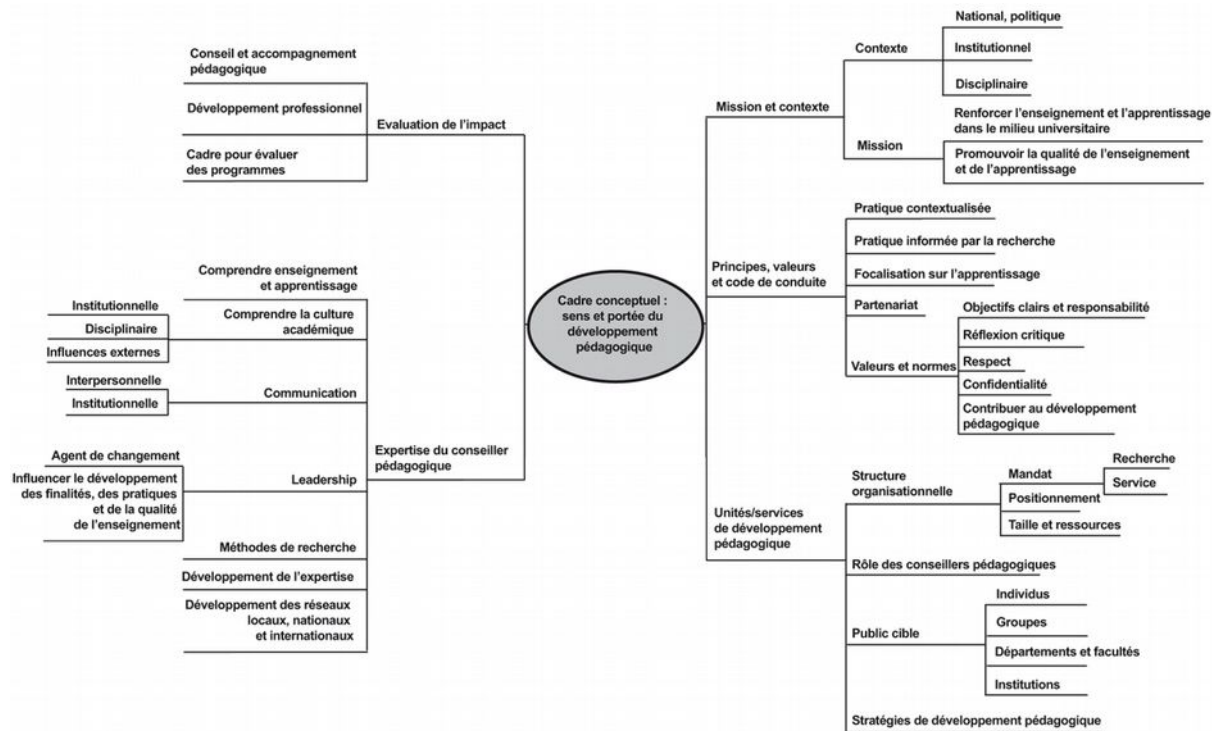 Cadre conceptuel :
sens et portée du
développement
pédagogique
Evaluation de l'impact
Conseil et accompagnement
pédagogique
Développement professionnel
Cadre pour évaluer
des programmes
Expertise du conseiller
pédagogique
Comprendre enseignement
et apprentissage
Comprendre la culture
académique
Institutionnelle
Disciplinaire
Influences externes
Communication
Interpersonnelle
Institutionnelle
Leadership
Agent de changement
Influencer le développement
des finalités, des pratiques
et de la qualité
de l'enseignement
Méthodes de recherche
Développement de l'expertise
Développement des réseaux
locaux, nationaux
et internationaux
Mission et contexte
Contexte
National, politique
Institutionnel
Disciplinaire
Mission
Renforcer l'enseignement et l'apprentissage
dans le milieu universitaire
Promouvoir la qualité de l'enseignement
et de l'apprentissage
Principes, valeurs
et code de conduite
Pratique contextualisée
Pratique informée par la recherche
Focalisation sur l'apprentissage
Partenariat
Valeurs et normes
Objectifs clairs et responsabilité
Réflexion critique
Respect
Confidentialité
Contribuer au développement
pédagogique
Unités/services
de développement
pédagogique
Structure
organisationnelle
Mandat
Recherche
Service
Positionnement
Taille et ressources
Rôle des conseillers pédagogiques
Public cible
Individus
Groupes
Départements et facultés
Institutions
Stratégies de développement pédagogique